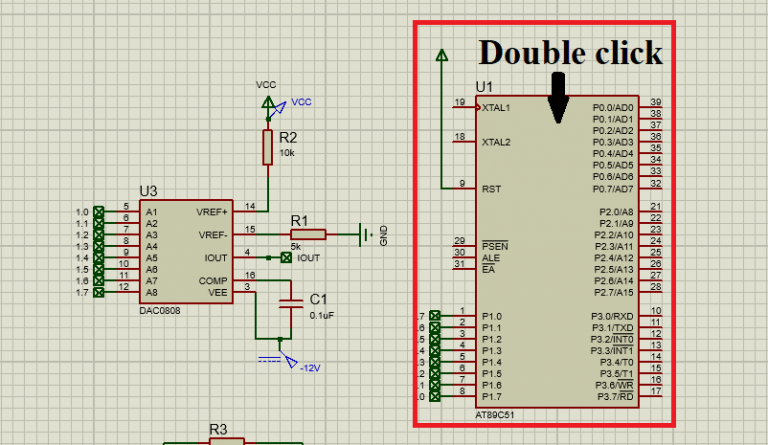 Double click
VCC
VCC
R2
10k
U3
1.0 5 A1
1.1 6 A2
1.2 7 A3
1.3 8 A4
1.4 9 A5
1.5 10 A6
1.6 11 A7
1.7 12 A8
VREF+ 14
VREF- 15
IOUT 4 IOUT
COMP 16
VEE 3
DAC0808
R1
5k
GND
C1
0.1uF
-12V
R3
U1
19 XTAL1
18 XTAL2
9 RST
29 PSEN
30 ALE
31 EA
.7 1 P1.0
.6 2 P1.1
.5 3 P1.2
.4 4 P1.3
.3 5 P1.4
.2 6 P1.5
.1 7 P1.6
.0 8 P1.7
P0.0/AD0 39
P0.1/AD1 38
P0.2/AD2 37
P0.3/AD3 36
P0.4/AD4 35
P0.5/AD5 34
P0.6/AD6 33
P0.7/AD7 32
P2.0/A8 21
P2.1/A9 22
P2.2/A10 23
P2.3/A11 24
P2.4/A12 25
P2.5/A13 26
P2.6/A14 27
P2.7/A15 28
P3.0/RXD 10
P3.1/TXD 11
P3.2/INT0 12
P3.3/INT1 13
P3.4/T0 14
P3.5/T1 15
P3.6/WR 16
P3.7/RD 17
AT89C51